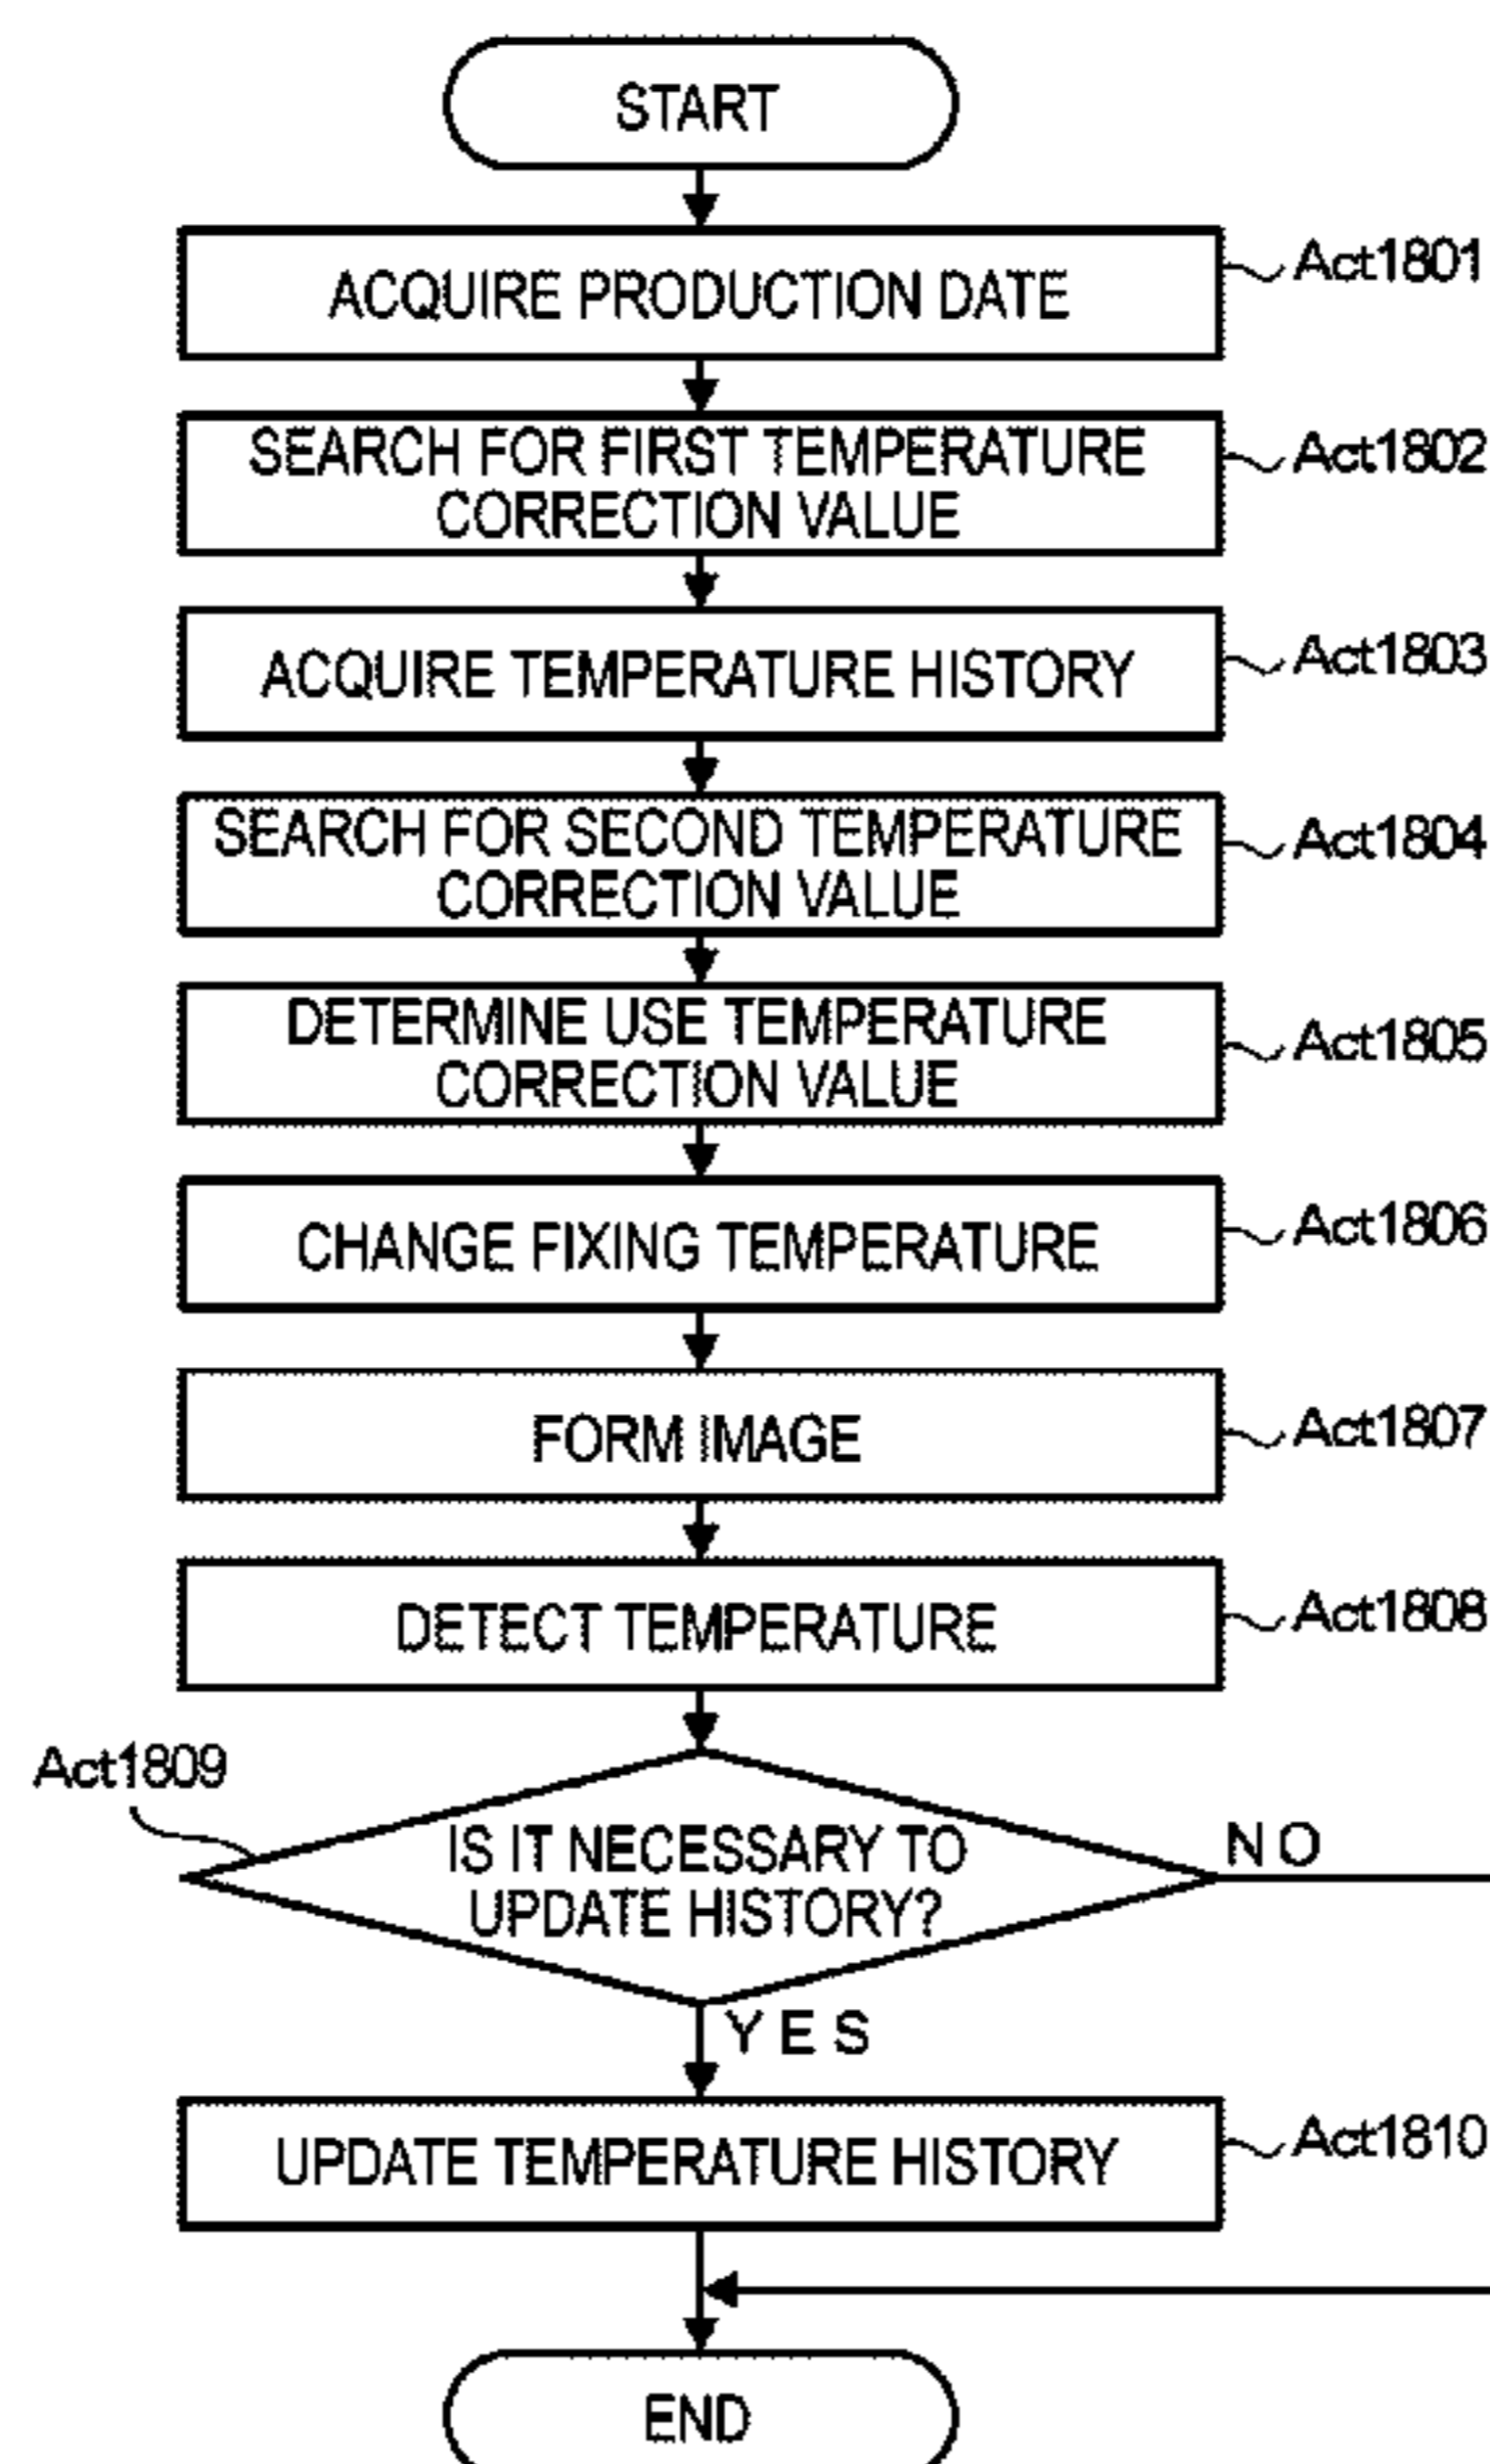 START
ACQUIRE PRODUCTION DATE
Act1801
SEARCH FOR FIRST TEMPERATURE
CORRECTION VALUE
Act1802
ACQUIRE TEMPERATURE HISTORY
Act1803
SEARCH FOR SECOND TEMPERATURE
CORRECTION VALUE
Act1804
DETERMINE USE TEMPERATURE
CORRECTION VALUE
Act1805
CHANGE FIXING TEMPERATURE
Act1806
FORM IMAGE
Act1807
DETECT TEMPERATURE
Act1808
Act1809
IS IT NECESSARY TO
UPDATE HISTORY?
NO
YES
UPDATE TEMPERATURE HISTORY
Act1810
END